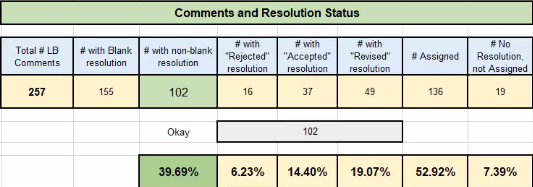 Comments and Resolution Status
Total # LB Comments
# with Blank resolution
# with non-blank resolution
# with "Rejected" resolution
# with "Accepted" resolution
# with "Revised" resolution
# Assigned
# No Resolution, not Assigned
257 155 102 16 37 49 136 19
Okay 102
39.69% 6.23% 14.40% 19.07% 52.92% 7.39%